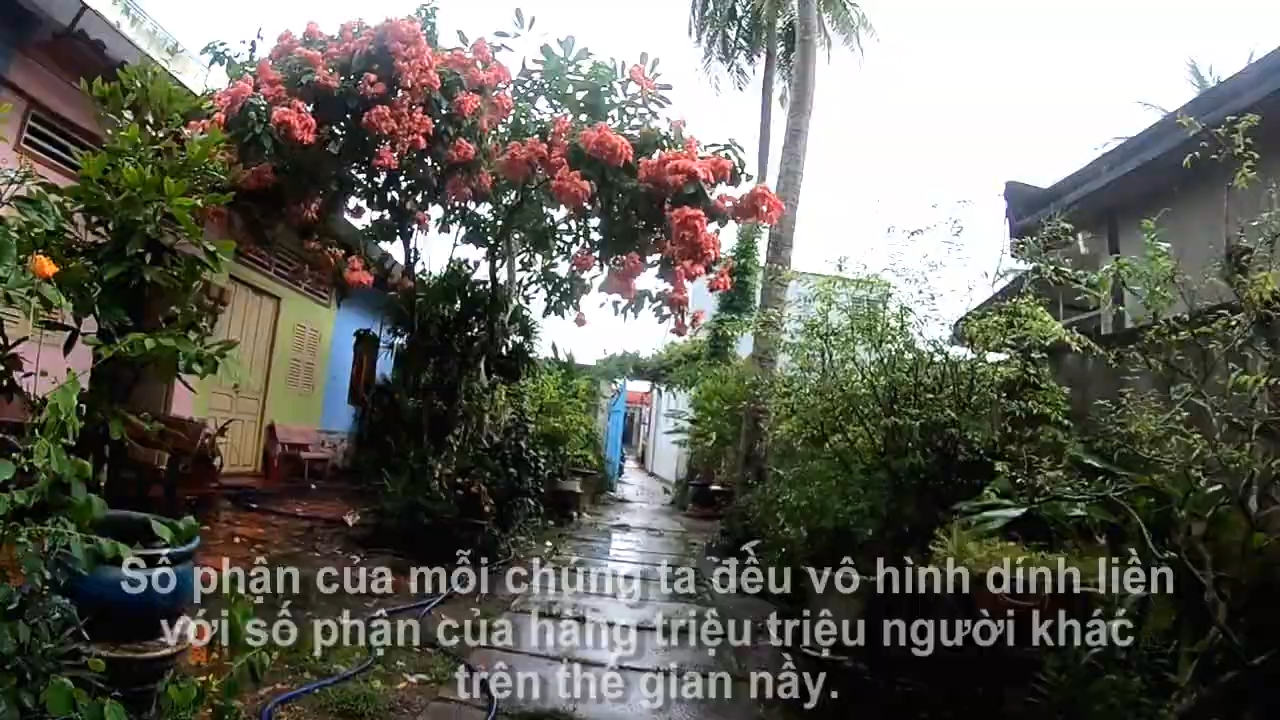 Số phận của mỗi chúng ta đều vô hình dính liền
với số phận của hàng triệu triệu người khác
trên thế gian nầy.